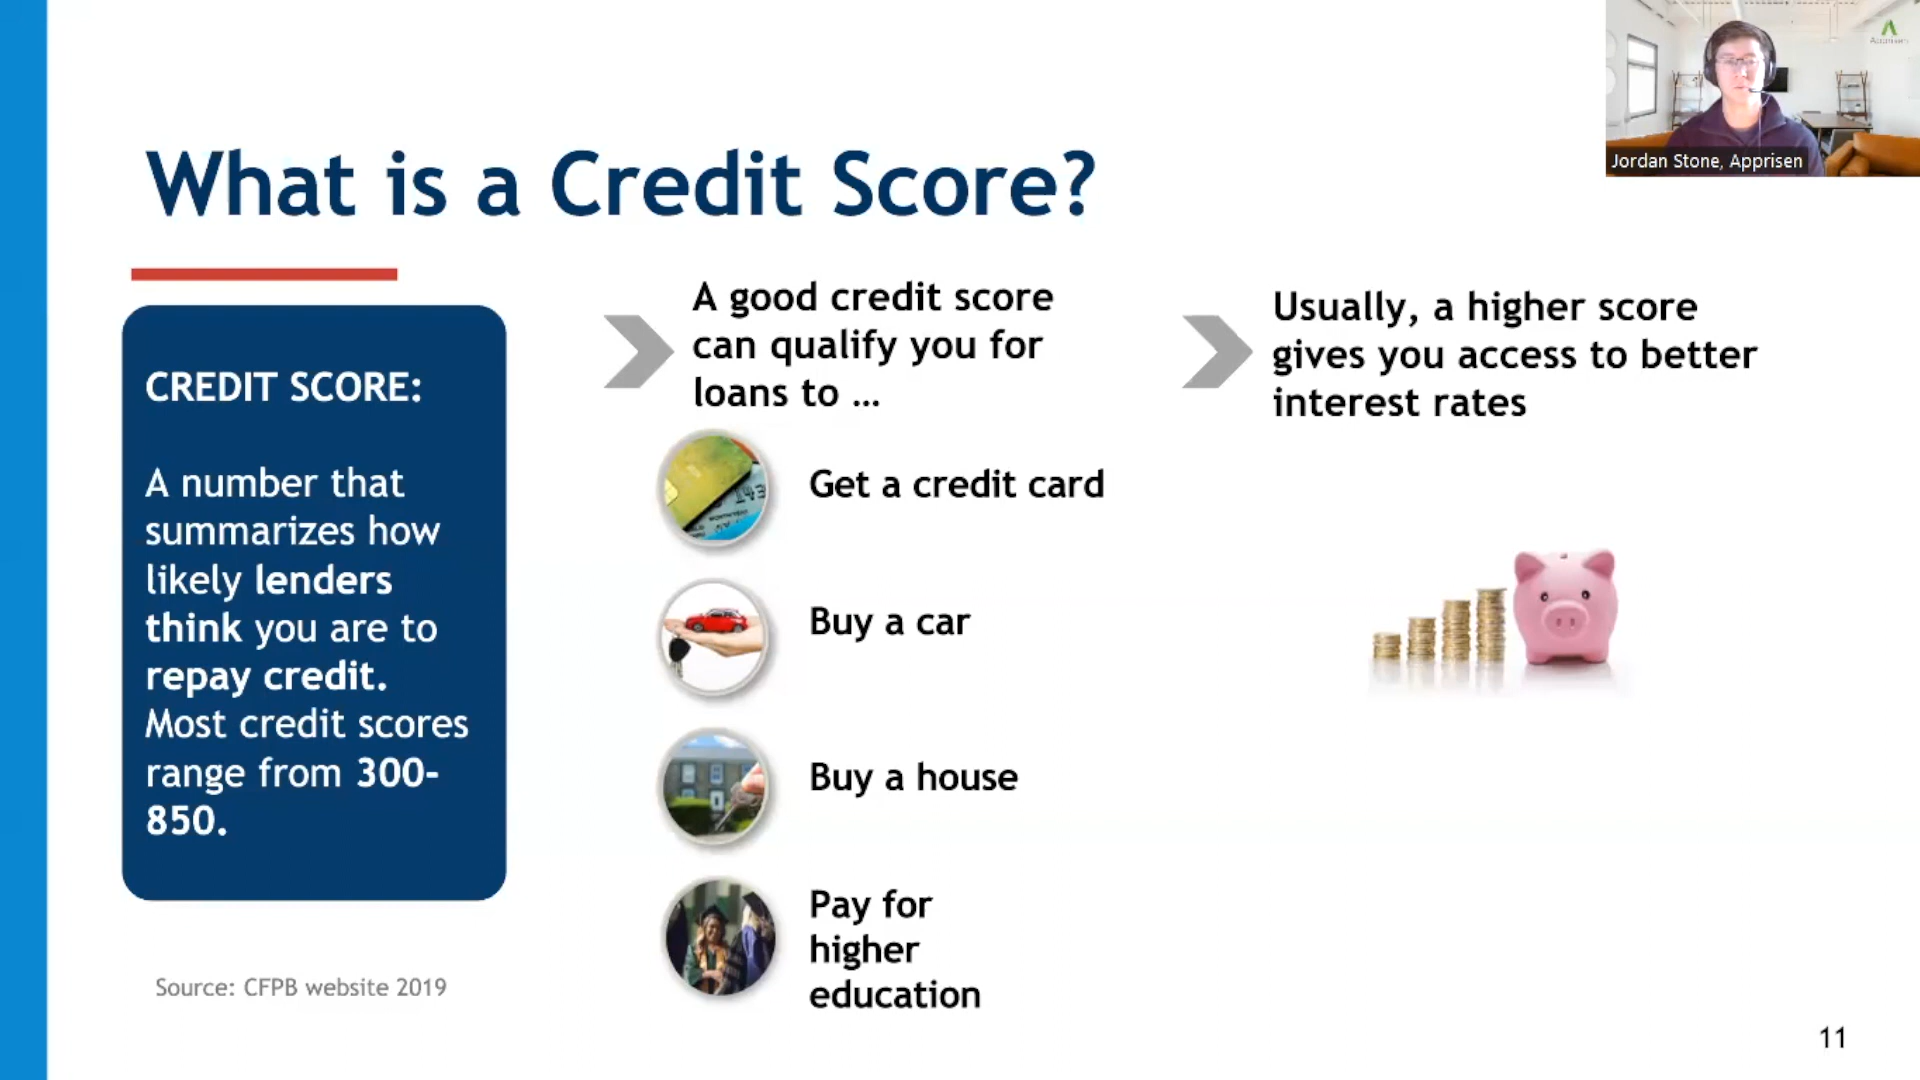 What is a Credit Score?
CREDIT SCORE:
A number that
summarizes how
likely lenders
think you are to
repay credit.
Most credit scores
range from 300-
850.
Source: CFPB website 2019
A good credit score
can qualify you for
loans to ...
Get a credit card
Buy a car
Buy a house
Pay for
higher
education
Usually, a higher score
gives you access to better
interest rates
Jordan Stone, Apprisen
11